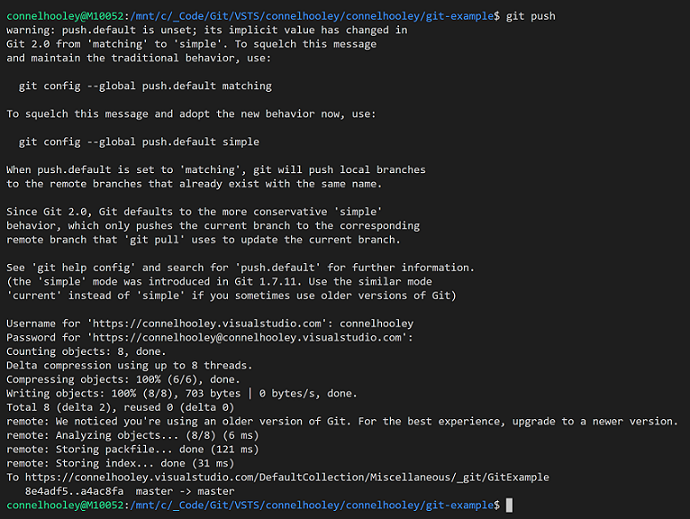 connelhooley@M10052:/mnt/c/_Code/Git/VSTS/connelhooley/connelhooley/git-example$ git push
warning: push.default is unset; its implicit value has changed in
Git 2.0 from 'matching' to 'simple'. To squelch this message
and maintain the traditional behavior, use:
git config --global push.default matching
To squelch this message and adopt the new behavior now, use:
git config --global push.default simple
When push.default is set to 'matching', git will push local branches
to the remote branches that already exist with the same name.
Since Git 2.0, Git defaults to the more conservative 'simple'
behavior, which only pushes the current branch to the corresponding
remote branch that 'git pull' uses to update the current branch.
See 'git help config' and search for 'push.default' for further information.
(the 'simple' mode was introduced in Git 1.7.11. Use the similar mode
'current' instead of 'simple' if you sometimes use older versions of Git)
Username for 'https://connelhooley.visualstudio.com': connelhooley
Password for 'https://connelhooley@connelhooley.visualstudio.com':
Counting objects: 8, done.
Delta compression using up to 8 threads.
Compressing objects: 100% (6/6), done.
Writing objects: 100% (8/8), 703 bytes | 0 bytes/s, done.
Total 8 (delta 2), reused 0 (delta 0)
remote: We noticed you're using an older version of Git. For the best experience, upgrade to a newer version.
remote: Analyzing objects... (8/8) (6 ms)
remote: Storing packfile... done (121 ms)
remote: Storing index... done (31 ms)
To https://connelhooley.visualstudio.com/DefaultCollection/Miscellaneous/_git/GitExample
8e4adf5..a4ac8fa  master -> master
connelhooley@M10052:/mnt/c/_Code/Git/VSTS/connelhooley/connelhooley/git-example$